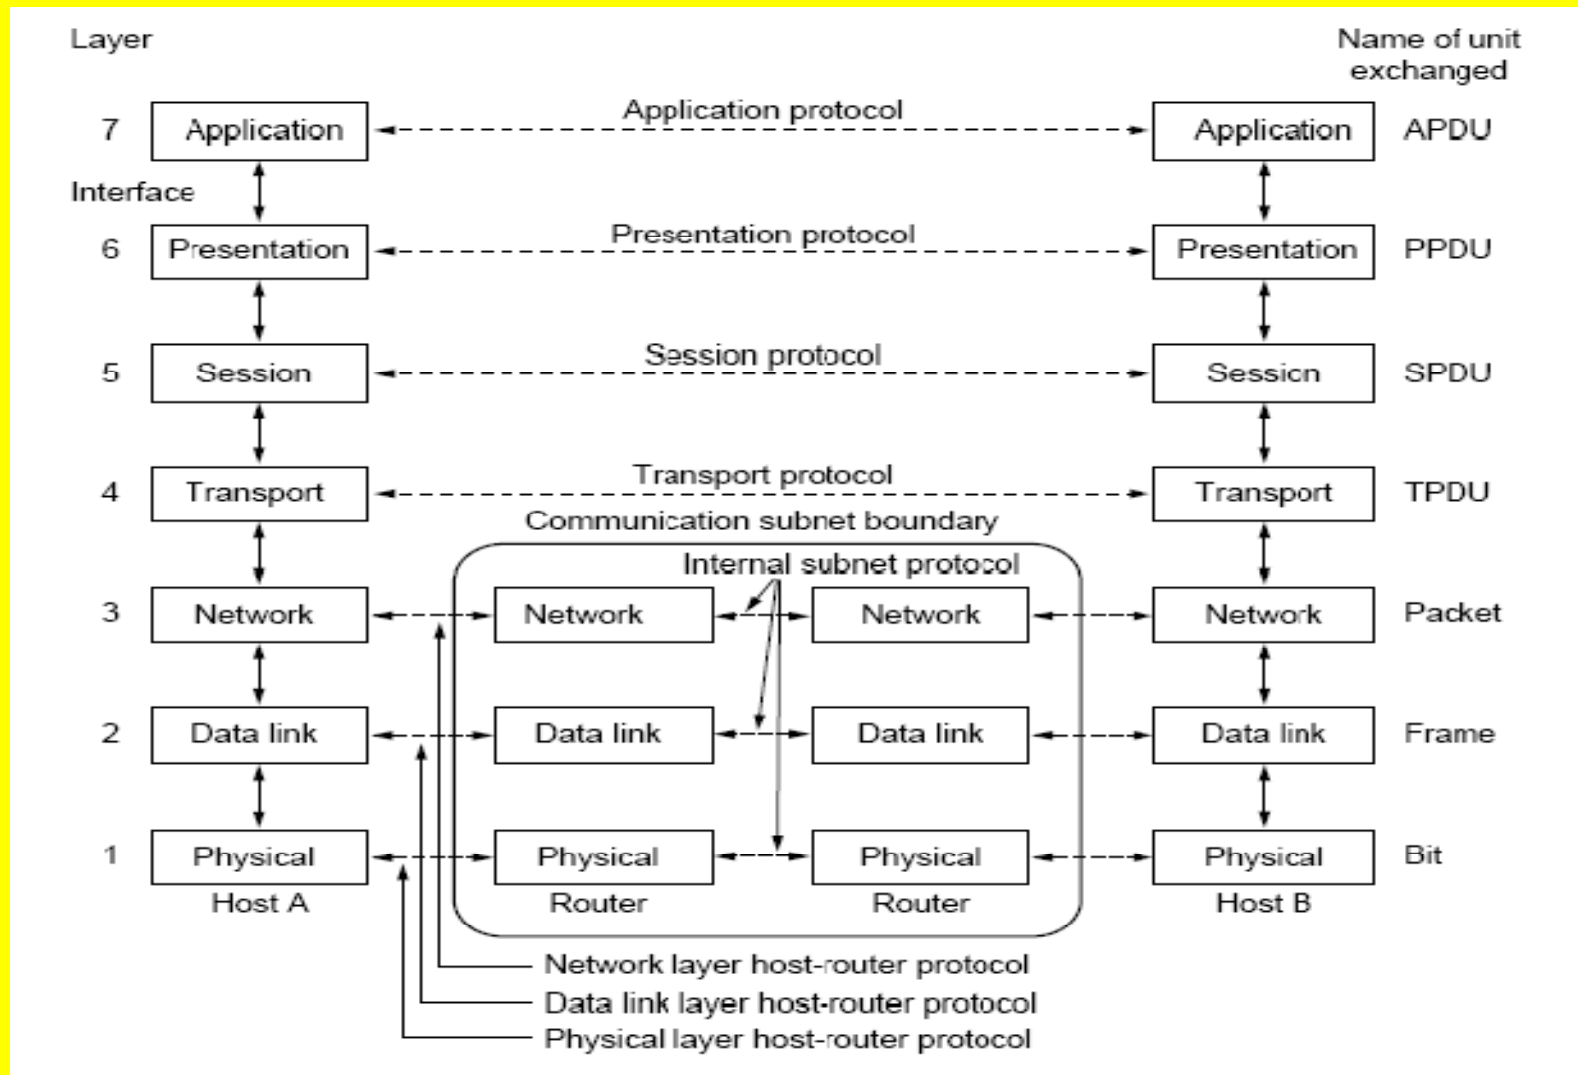 Layer
Name of unit
exchanged
Application protocol
7 Application Application APDU
Interface
Presentation protocol
6 Presentation Presentation PPDU
Session protocol
5 Session Session SPDU
Transport protocol
4 Transport Transport TPDU
Communication subnet boundary
Internal subnet protocol
3 Network Network Network Network Packet
2 Data link Data link Data link Data link Frame
1 Physical Physical Physical Physical Bit
Host A Router Router Host B
Network layer host-router protocol
Data link layer host-router protocol
Physical layer host-router protocol